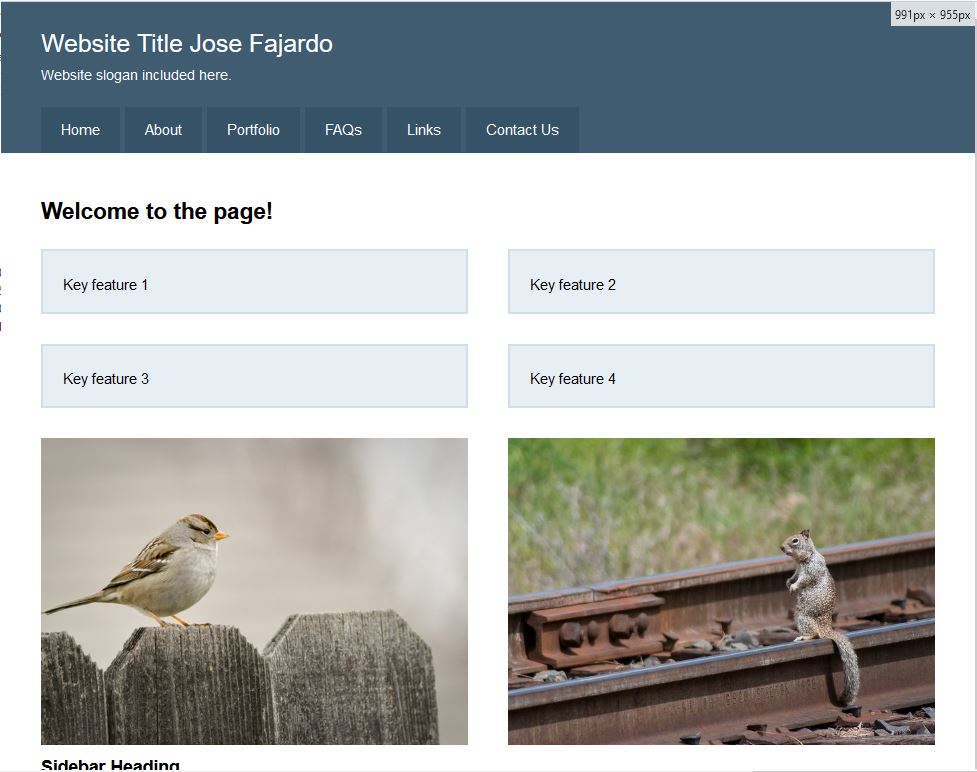 991px × 955px
Website Title Jose Fajardo
Website slogan included here.
Home About Portfolio FAQs Links Contact Us
Welcome to the page!
Key feature 1 Key feature 2
Key feature 3 Key feature 4
Sidebar Heading